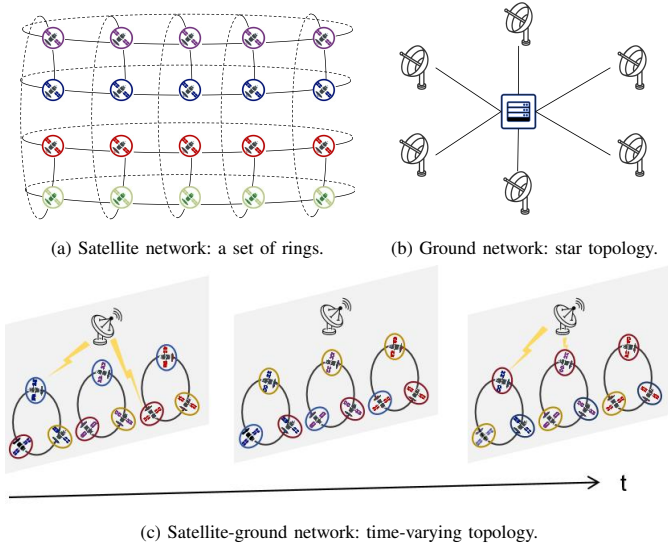 (a) Satellite network: a set of rings.
(b) Ground network: star topology.
t
(c) Satellite-ground network: time-varying topology.